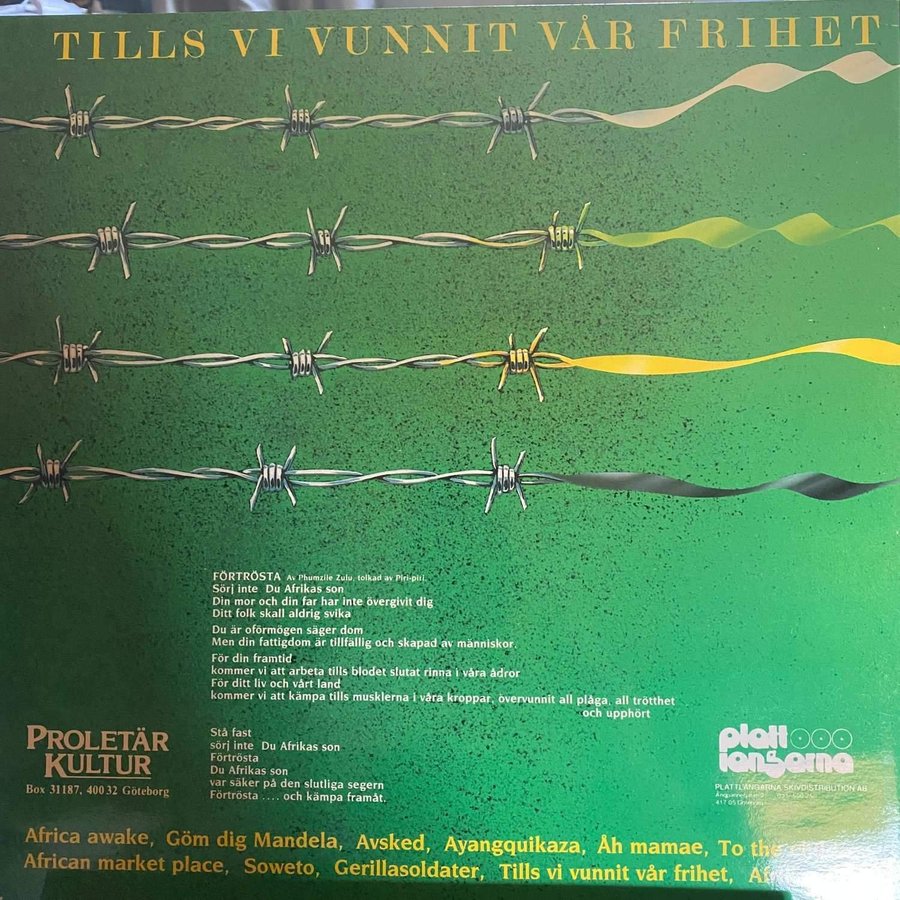 TILLS VI VUNNIT VÅR FRIHET
FÖRTRÖSTA Av Phumzile Zulu, tolkad av Piri-piri.
Sörj inte Du Afrikas son
Din mor och din far har inte övergivit dig
Ditt folk skall aldrig svika
Du är oförmögen säger dom
Men din fattigdom är tillfällig och skapad av människor.
För din framtid
kommer vi att arbeta tills blodet slutat rinna i våra ådror
För ditt liv och vårt land
kommer vi att kämpa tills musklerna i våra kroppar, övervunnit all plåga, all trötthet
och upphört
Stå fast
sörj inte Du Afrikas son
Förtrösta
Du Afrikas son
var säker på den slutliga segern
Förtrösta .... och kämpa framåt.
PROLETÄR
KULTUR
Box 31187, 400 32 Göteborg
platt
langarna
PLATTLANGARNA SKIVDISTRIBUTION AB
417 05 Göteborg
Africa awake, Göm dig Mandela, Avsked, Ayangquikaza, Åh mamae, To the
African market place, Soweto, Gerillasoldater, Tills vi vunnit vår frihet,